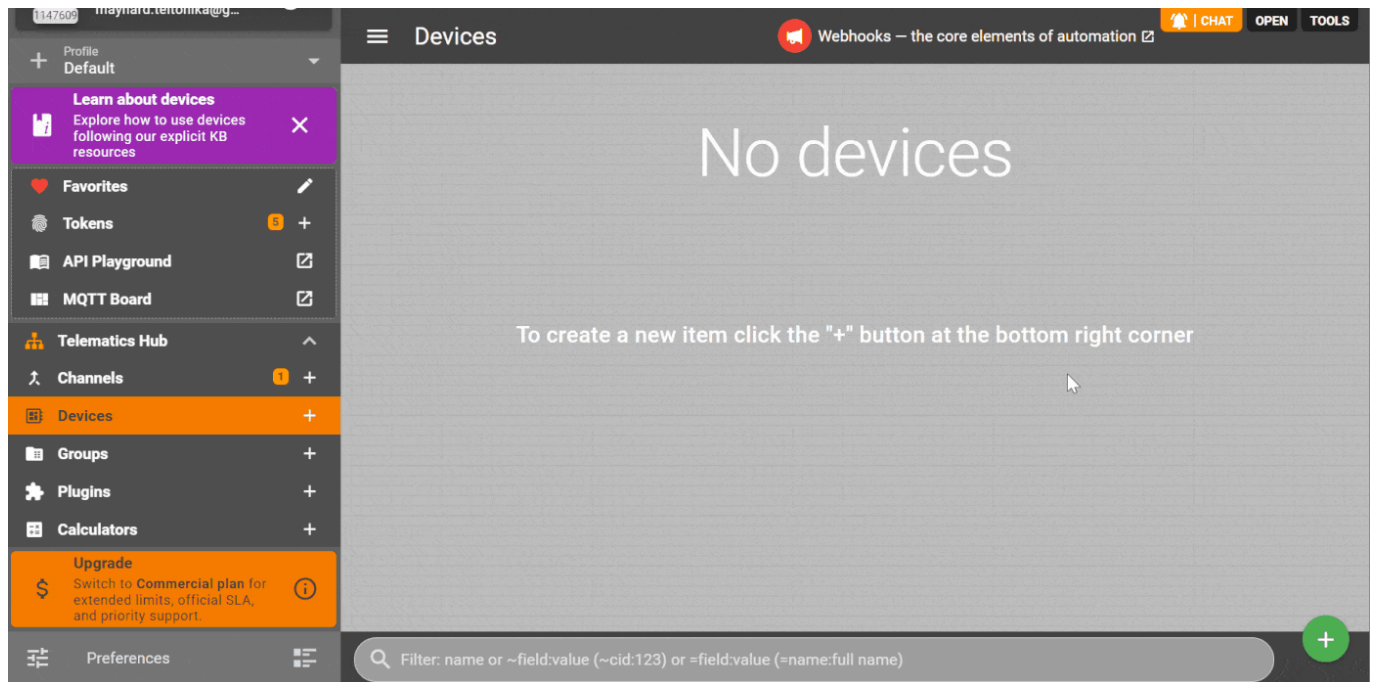 1147609
maynard.teltonika@g...
Profile
Default
Learn about devices
Explore how to use devices
following our explicit KB
resources
Favorites
Tokens
5
API Playground
MQTT Board
Telematics Hub
Channels
1
Devices
Groups
Plugins
Calculators
Upgrade
Switch to Commercial plan for
extended limits, official SLA,
and priority support.
Preferences
Devices
Webhooks — the core elements of automation
| CHAT
OPEN
TOOLS
No devices
To create a new item click the "+" button at the bottom right corner
Filter: name or ~field:value (~cid:123) or =field:value (=name:full name)